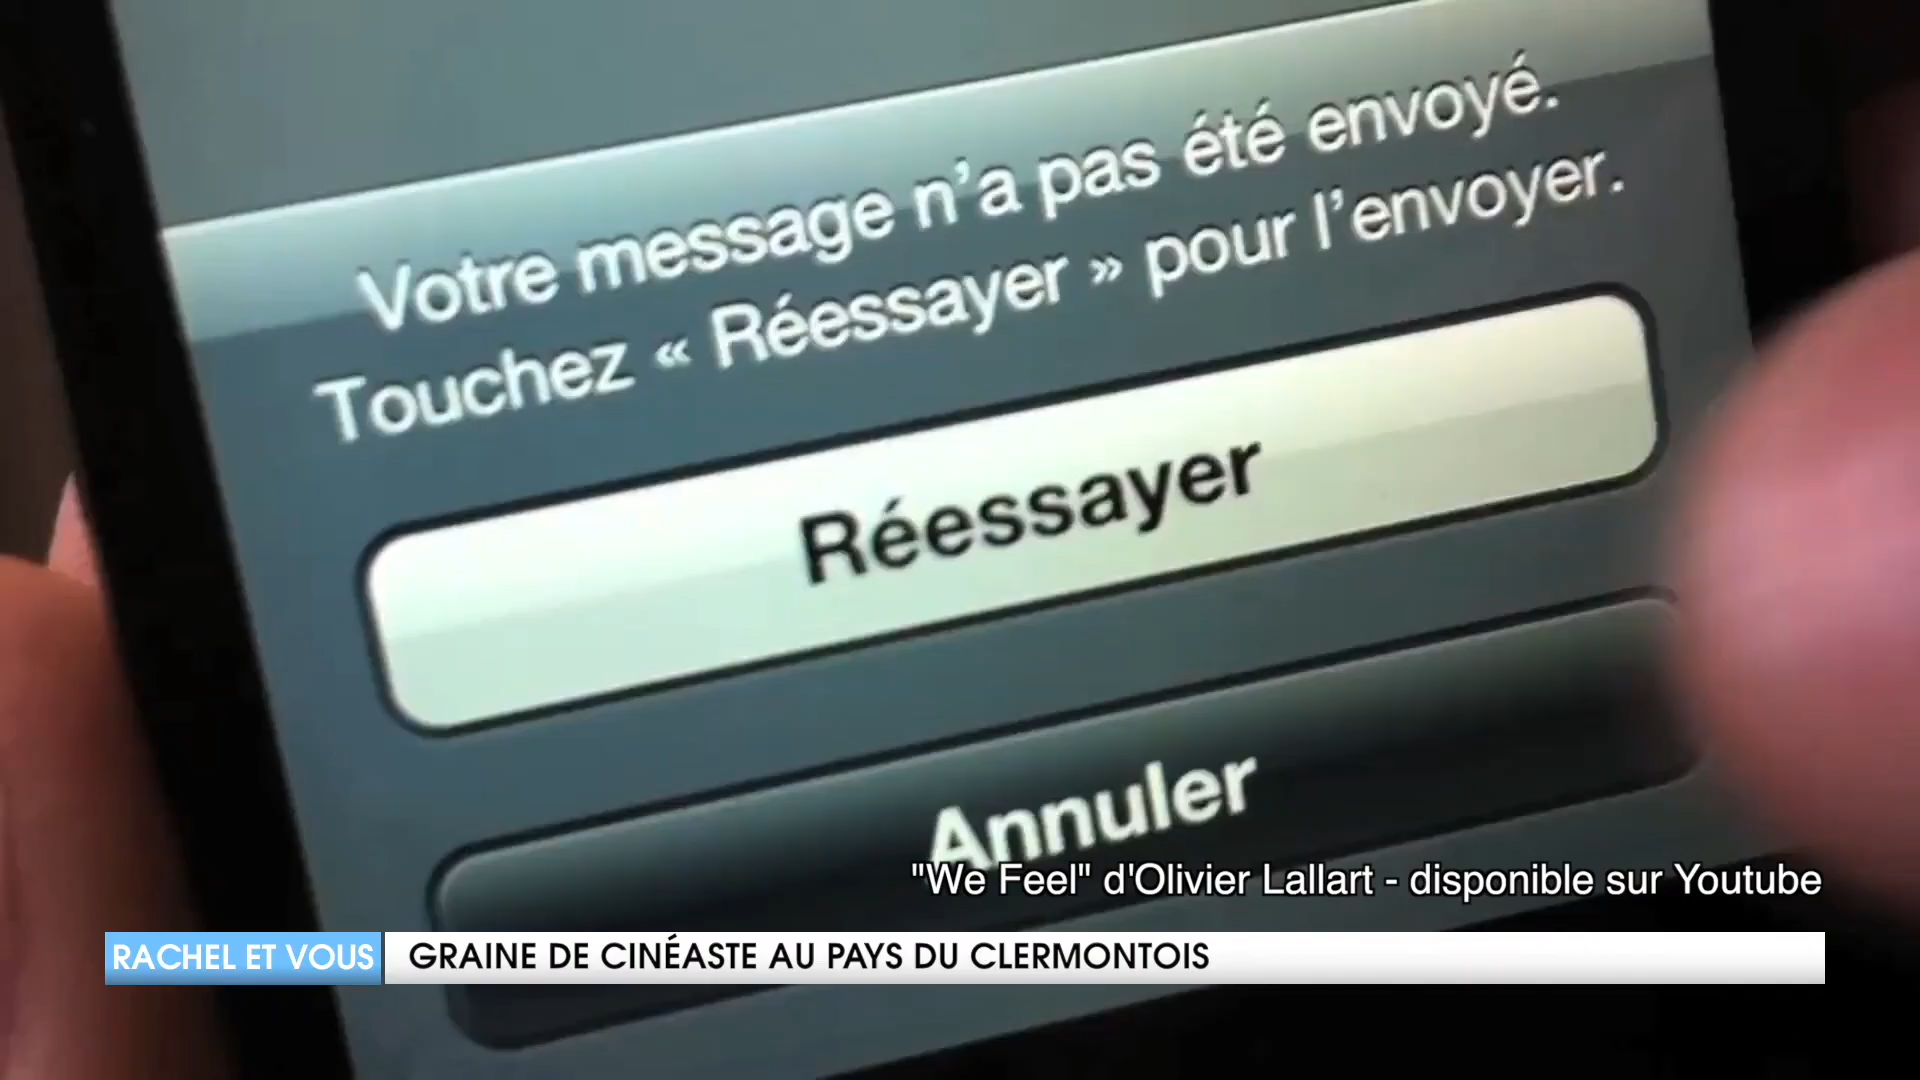 Votre message n’a pas été envoyé.
Touchez « Réessayer » pour l’envoyer.
Réessayer
Annuler
"We Feel" d'Olivier Lallart - disponible sur Youtube
RACHEL ET VOUS
GRAINE DE CINÉASTE AU PAYS DU CLERMONTOIS